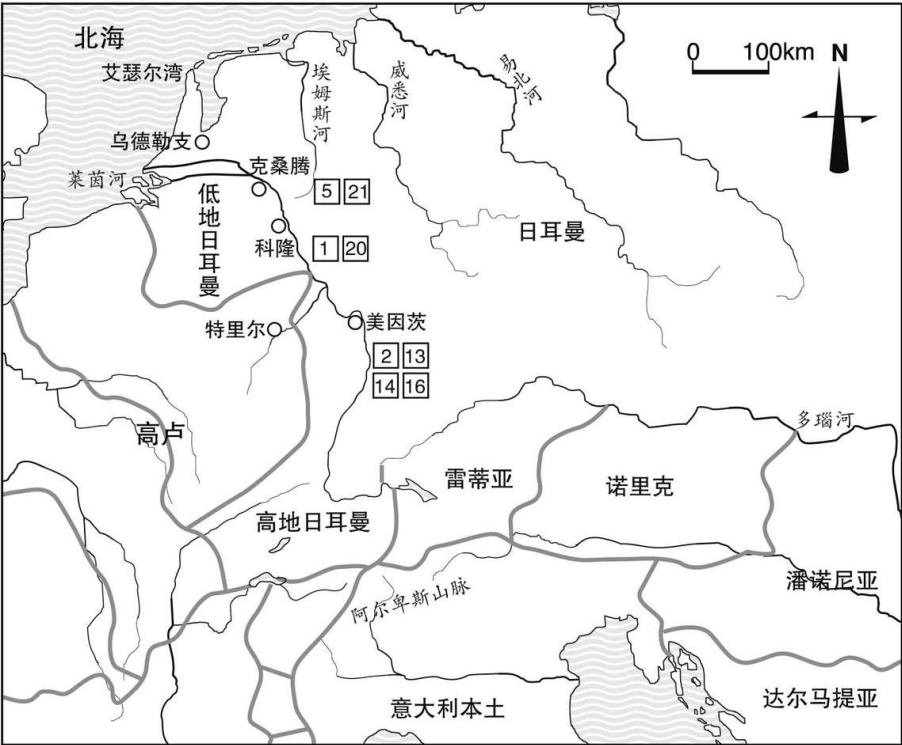 北海
0 100km N
艾瑟尔湾
埃姆斯河
威悉河
易北河
乌德勒支
克桑腾
莱茵河
5 21
低地日耳曼
日耳曼
科隆
1 20
特里尔
美因茨
2 13
14 16
多瑙河
高卢
雷蒂亚
诺里克
高地日耳曼
潘诺尼亚
阿尔卑斯山脉
意大利本土
达尔马提亚